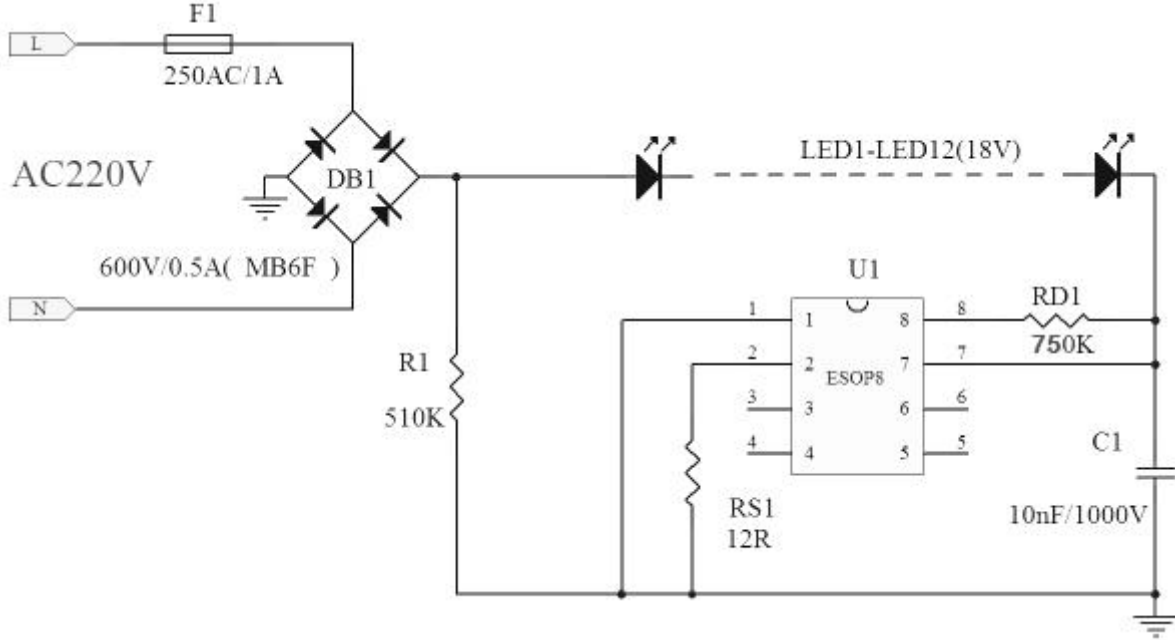 F1
L
250AC/1A
AC220V
DB1
LED1-LED12(18V)
600V/0.5A( MB6F )
N
U1
1
1
8
8
RD1
750K
2
2
7
7
ESOP8
R1
510K
3
3
6
6
4
4
5
5
C1
10nF/1000V
RS1
12R